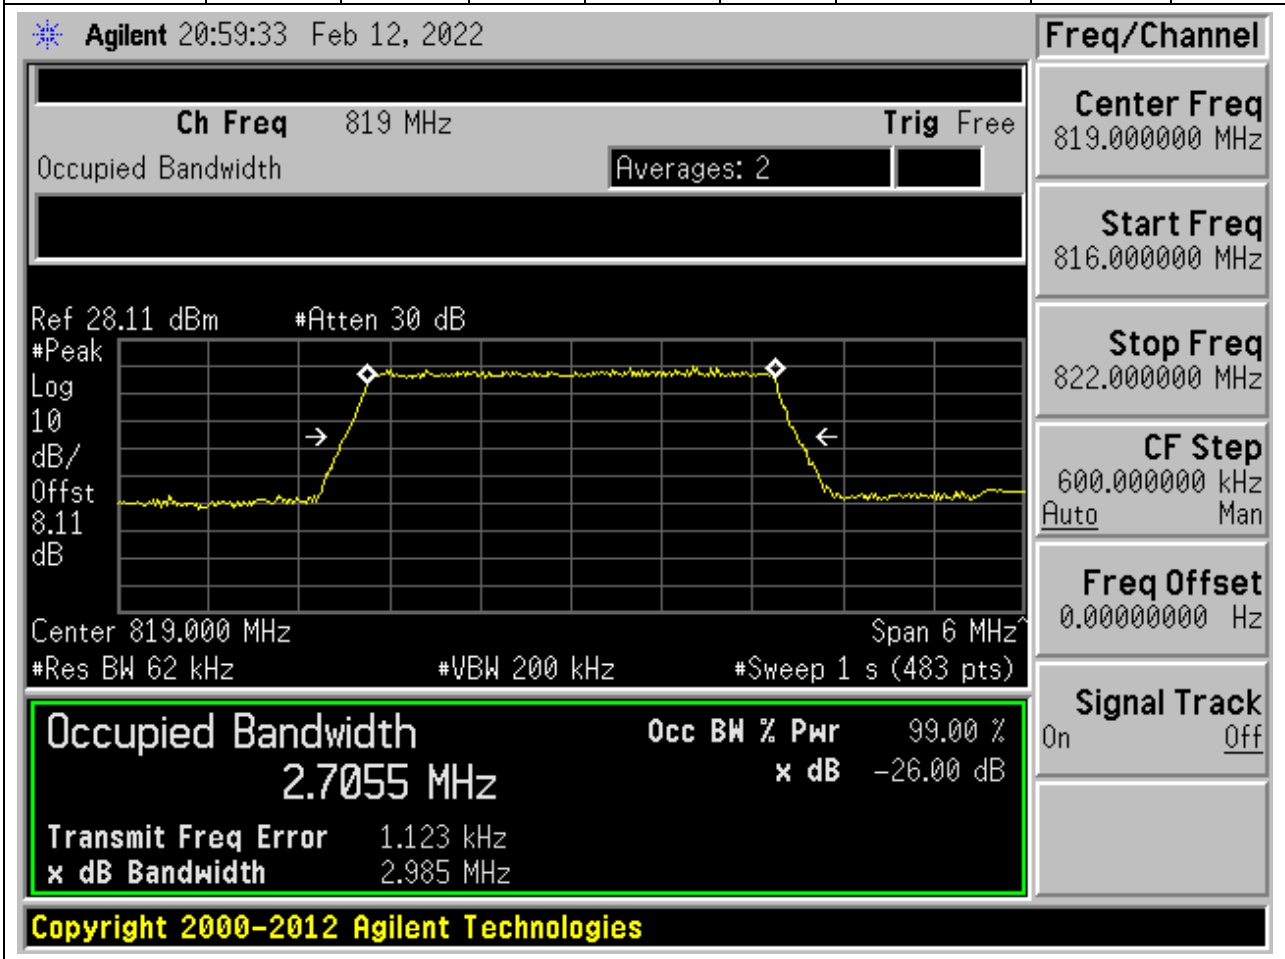 Agilent 20:59:33 Feb 12, 2022
Freq/Channel
Ch Freq 819 MHz Trig Free
Occupied Bandwidth Averages: 2
Center Freq
819.000000 MHz
Start Freq
816.000000 MHz
Stop Freq
822.000000 MHz
CF Step
600.000000 kHz
Auto Man
Freq Offset
0.00000000 Hz
Signal Track
On Off
Ref 28.11 dBm #Atten 30 dB
#Peak
Log
10
dB/
Offst
8.11
dB
Center 819.000 MHz Span 6 MHz^
#Res BW 62 kHz #VBW 200 kHz #Sweep 1 s (483 pts)
Occupied Bandwidth Occ BW % Pwr 99.00 %
2.7055 MHz x dB -26.00 dB
Transmit Freq Error 1.123 kHz
x dB Bandwidth 2.985 MHz
Copyright 2000-2012 Agilent Technologies